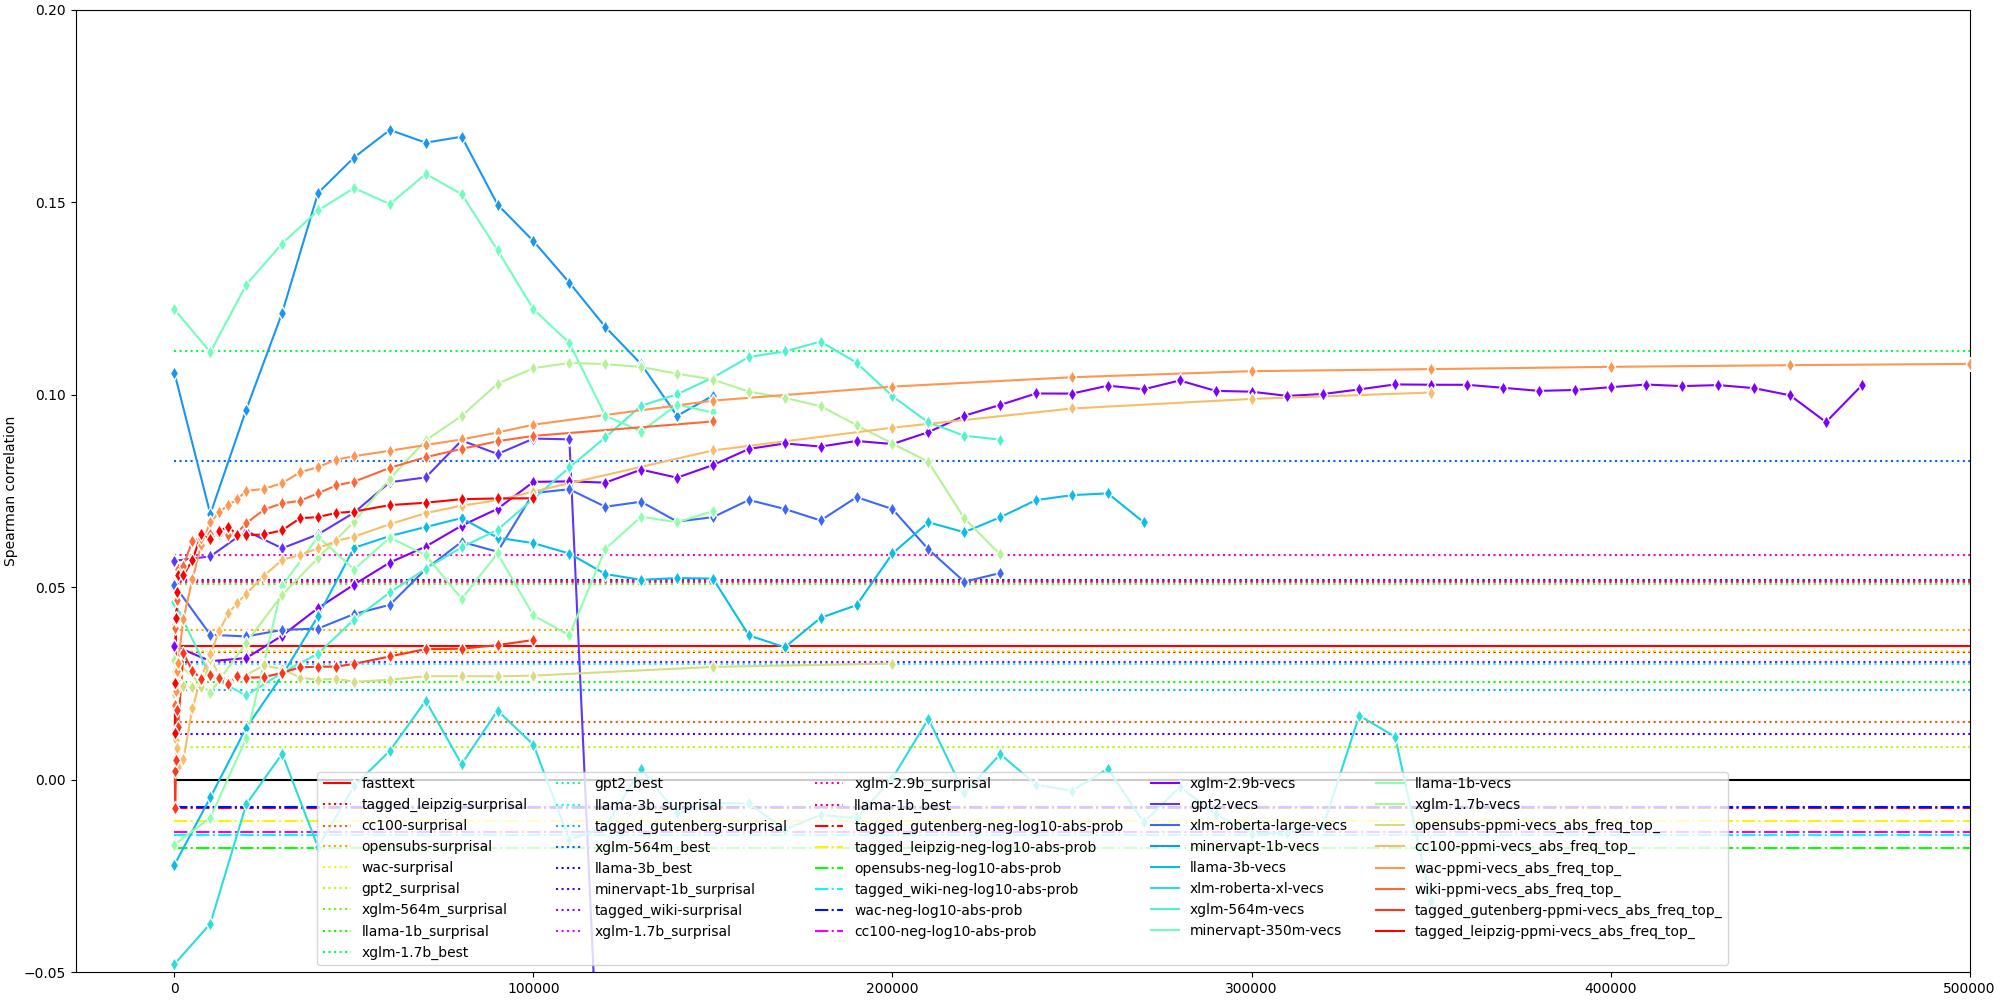 0.20
0.15
0.10
0.05
0.00
−0.05
Spearman correlation
0
100000
200000
300000
400000
500000
fasttext
tagged_leipzig-surprisal
cc100-surprisal
opensubs-surprisal
wac-surprisal
gpt2_surprisal
xglm-564m_surprisal
llama-1b_surprisal
xglm-1.7b_best
gpt2_best
llama-3b_surprisal
tagged_gutenberg-surprisal
xglm-564m_best
llama-3b_best
minervapt-1b_surprisal
tagged_wiki-surprisal
xglm-1.7b_surprisal
xglm-2.9b_surprisal
llama-1b_best
tagged_gutenberg-neg-log10-abs-prob
tagged_leipzig-neg-log10-abs-prob
opensubs-neg-log10-abs-prob
tagged_wiki-neg-log10-abs-prob
wac-neg-log10-abs-prob
cc100-neg-log10-abs-prob
xglm-2.9b-vecs
gpt2-vecs
xlm-roberta-large-vecs
minervapt-1b-vecs
llama-3b-vecs
xlm-roberta-xl-vecs
xglm-564m-vecs
minervapt-350m-vecs
llama-1b-vecs
xglm-1.7b-vecs
opensubs-ppmi-vecs_abs_freq_top_
cc100-ppmi-vecs_abs_freq_top_
wac-ppmi-vecs_abs_freq_top_
wiki-ppmi-vecs_abs_freq_top_
tagged_gutenberg-ppmi-vecs_abs_freq_top_
tagged_leipzig-ppmi-vecs_abs_freq_top_